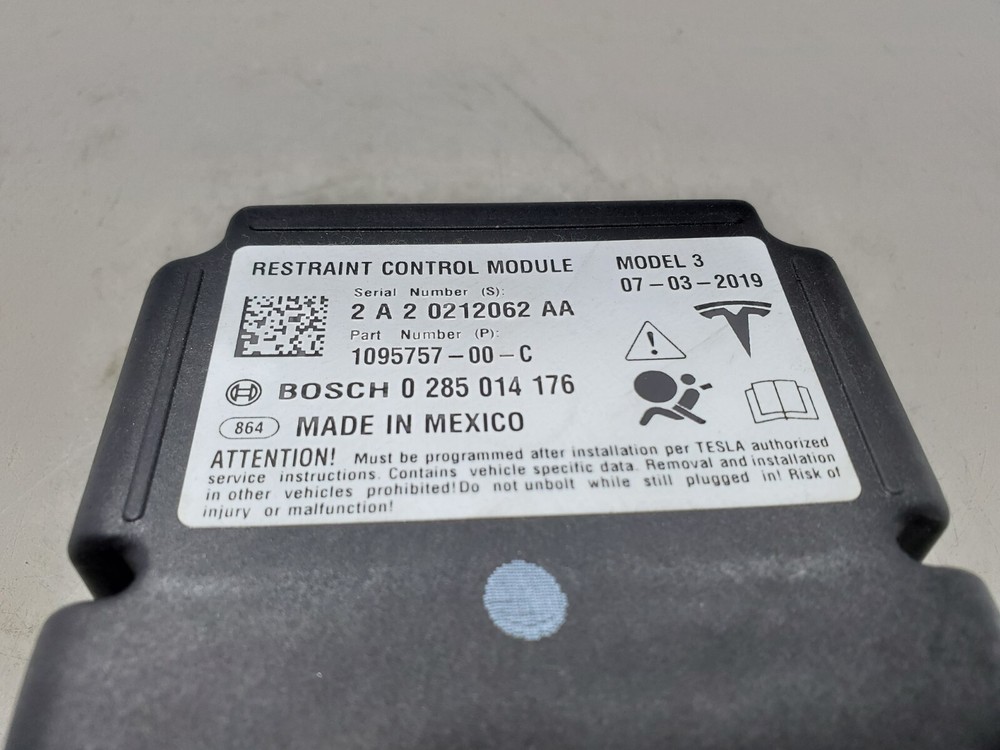 RESTRAINT CONTROL MODULE
MODEL 3
07-03-2019
Serial Number (S):
2 A 2 0212062 AA
Part Number (P):
1095757-00-C
BOSCH 0 285 014 176
864 MADE IN MEXICO
ATTENTION! Must be programmed after installation per TESLA authorized
service instructions. Contains vehicle specific data. Removal and installation
in other vehicles prohibited!Do not unbolt while still plugged in! Risk of
injury or malfunction!